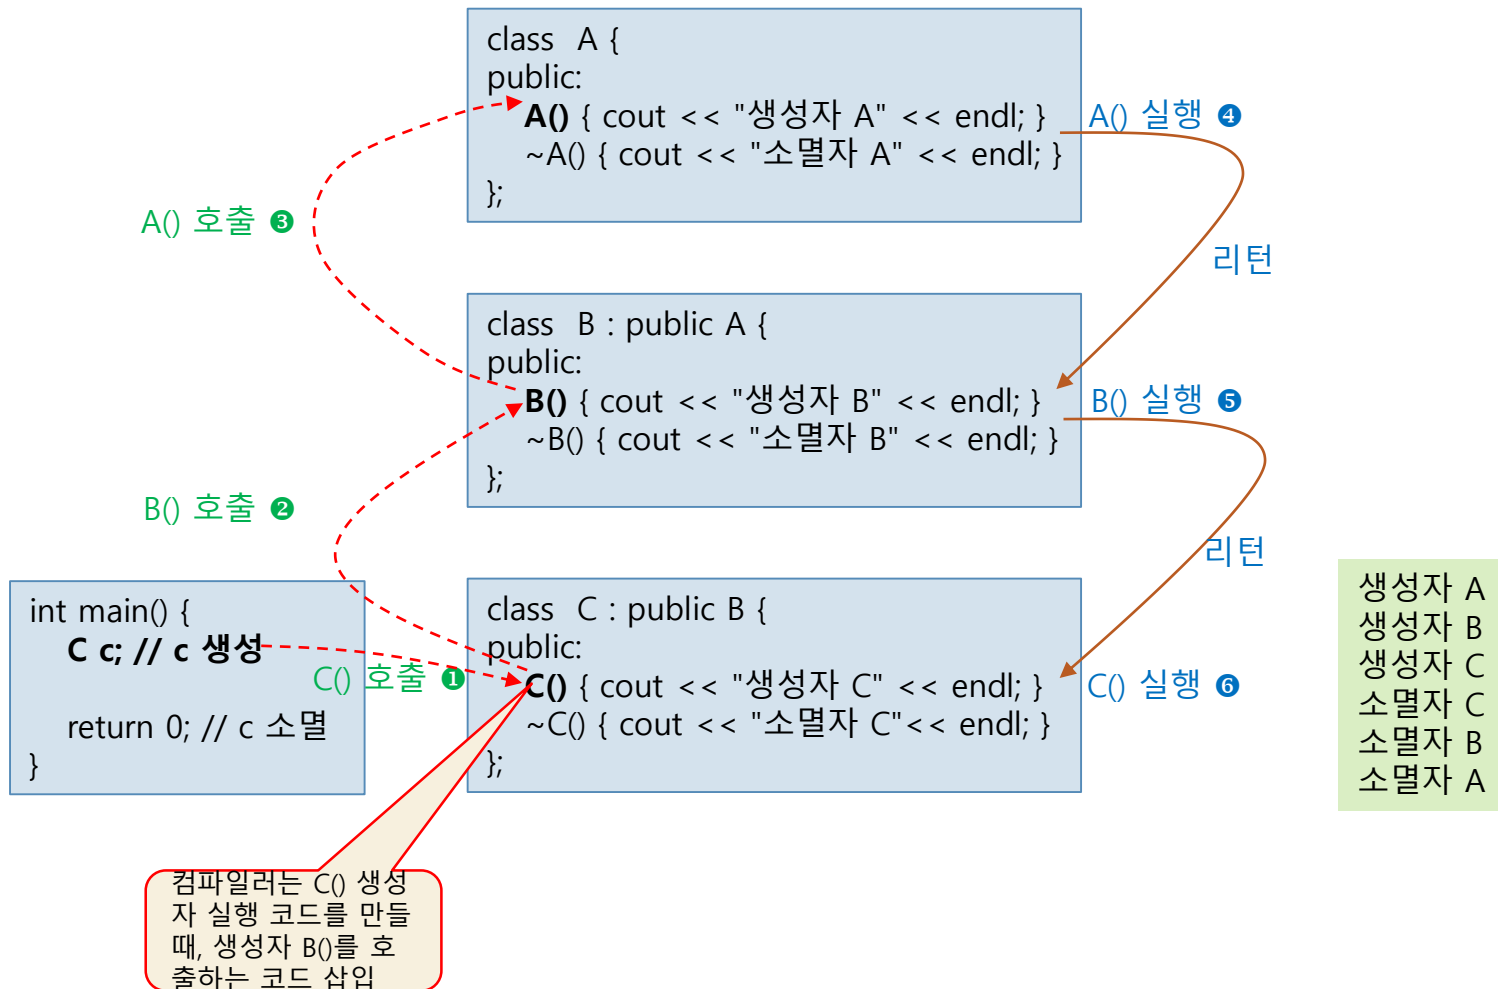 class  A {
public:
A() { cout << "생성자 A" << endl; }
~A() { cout << "소멸자 A" << endl; }
};
A() 실행 ❹
A() 호출 ❸
리턴
class  B : public A {
public:
B() { cout << "생성자 B" << endl; }
~B() { cout << "소멸자 B" << endl; }
};
B() 실행 ❺
B() 호출 ❷
리턴
int main() {
C c; // c 생성
return 0; // c 소멸
}
C() 호출 ❶
class  C : public B {
public:
C() { cout << "생성자 C" << endl; }
~C() { cout << "소멸자 C"<< endl; }
};
C() 실행 ❻
생성자 A
생성자 B
생성자 C
소멸자 C
소멸자 B
소멸자 A
컴파일러는 C() 생성
자 실행 코드를 만들
때, 생성자 B()를 호
출하는 코드 삽입